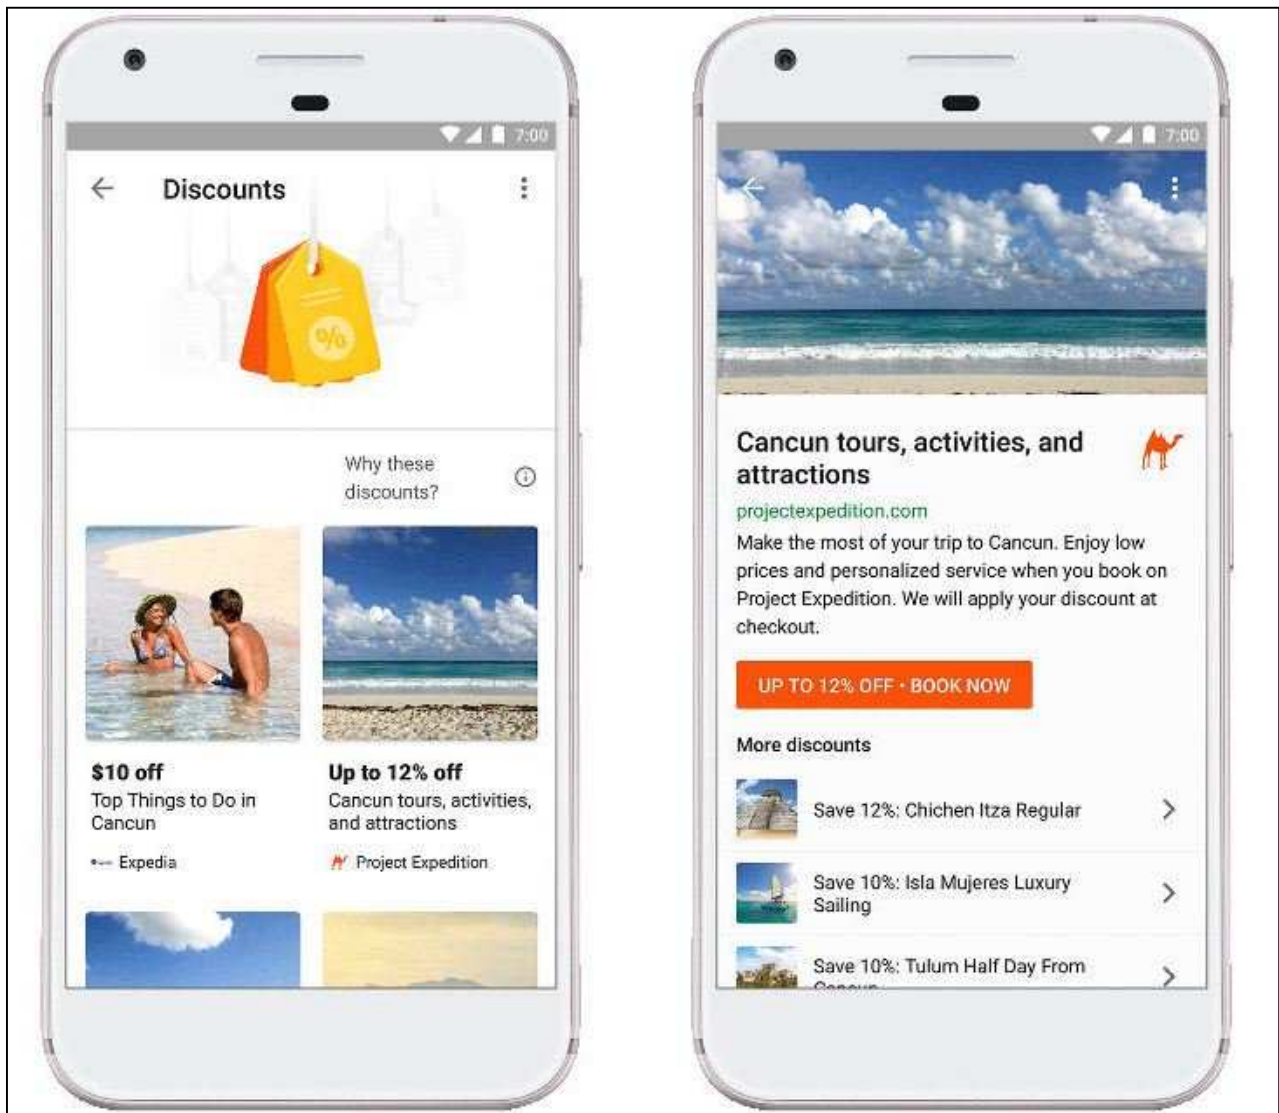 7:00
Discounts
%
Why these
discounts?
$10 off
Top Things to Do in
Cancun
Expedia
Up to 12% off
Cancun tours, activities,
and attractions
Project Expedition
7:00
Cancun tours, activities, and
attractions
projectexpedition.com
Make the most of your trip to Cancun. Enjoy low
prices and personalized service when you book on
Project Expedition. We will apply your discount at
checkout.
UP TO 12% OFF • BOOK NOW
More discounts
Save 12%: Chichen Itza Regular
Save 10%: Isla Mujeres Luxury
Sailing
Save 10%: Tulum Half Day From
Cancun